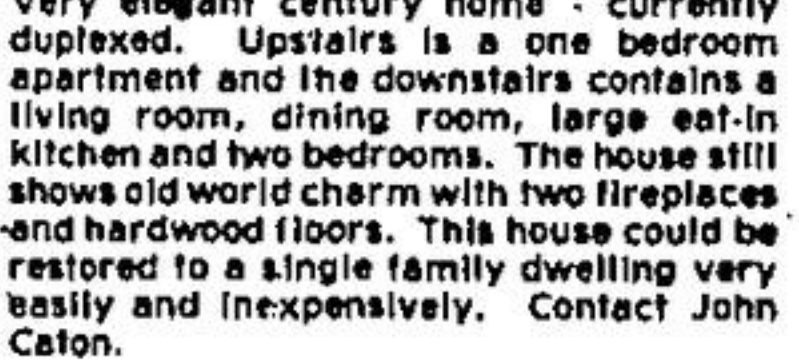 very elegant century home - currently
duplexed. Upstairs is a one bedroom
apartment and the downstairs contains a
living room, dining room, large eat-in
kitchen and two bedrooms. The house still
shows old world charm with two fireplaces
and hardwood floors. This house could be
restored to a single family dwelling very
easily and inexpensively. Contact John
Caton.